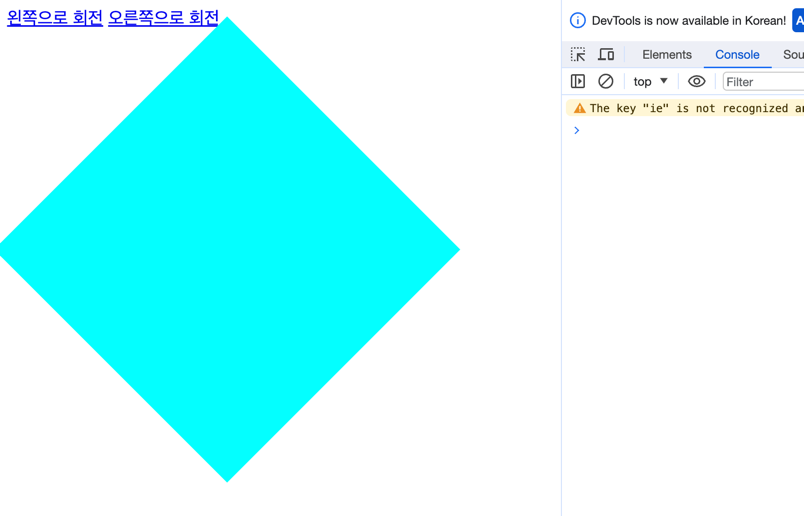 왼쪽으로 회전 오른쪽으로 회전
DevTools is now available in Korean!
Elements Console
top Filter
The key "ie" is not recognized